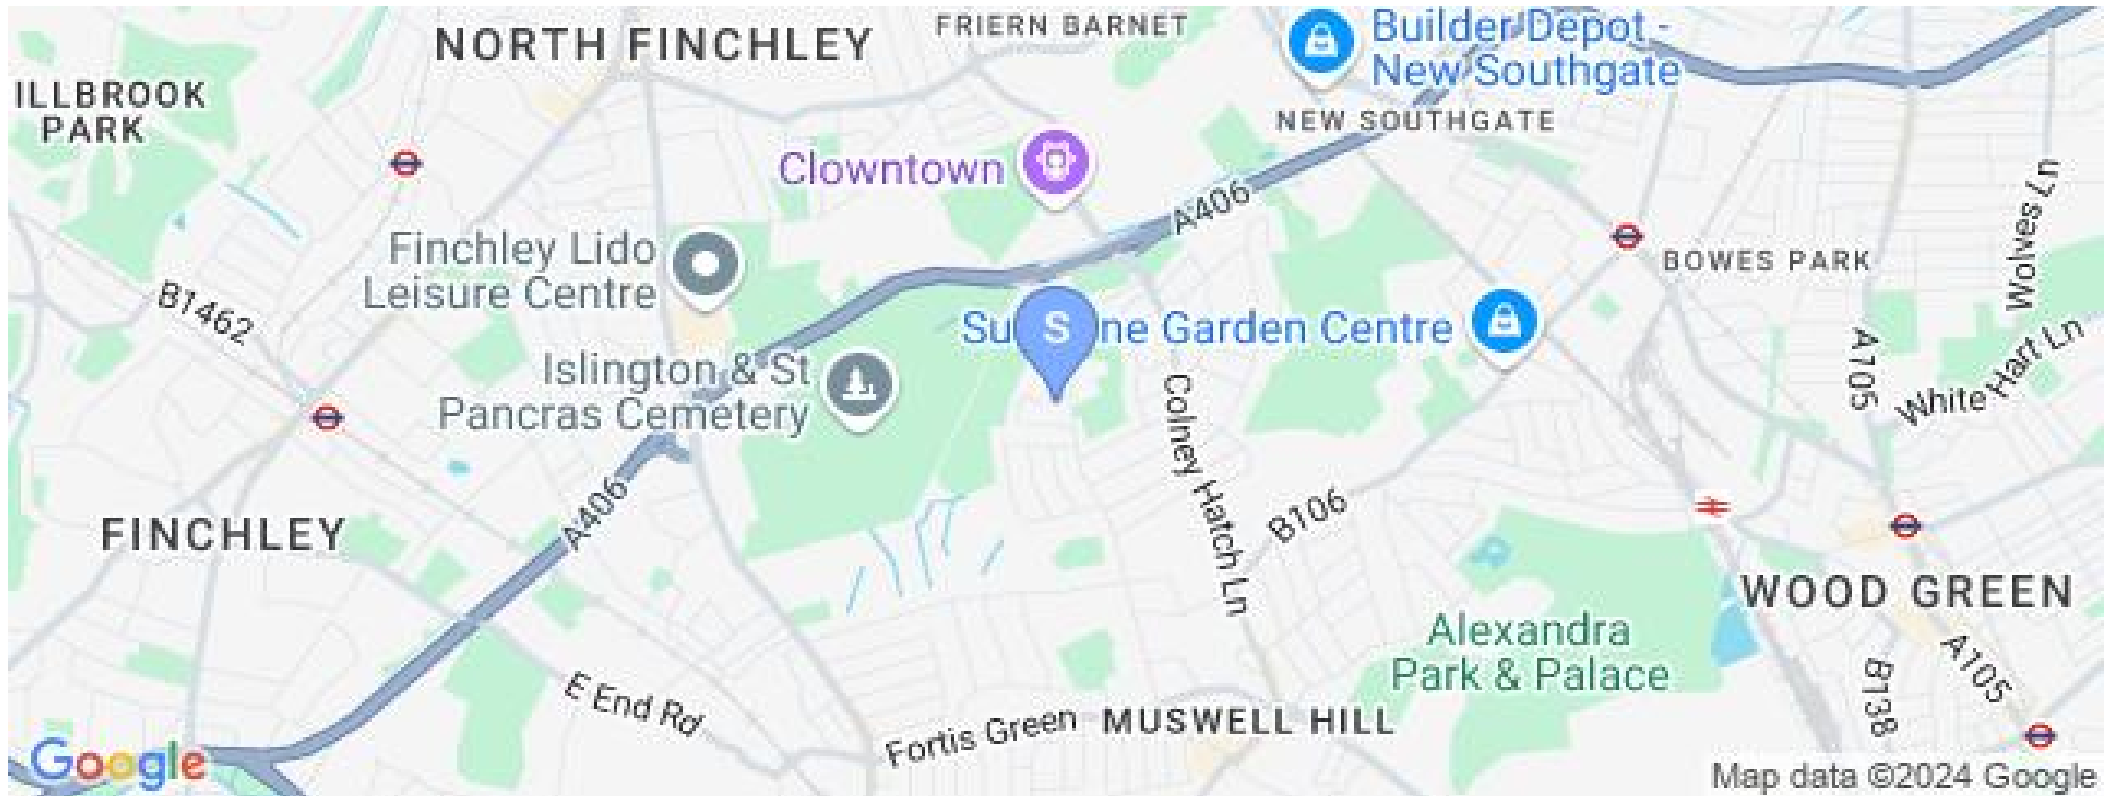 NORTH FINCHLEY
FRIERN BARNET
Builder Depot -
New Southgate
ILLBROOK
PARK
NEW SOUTHGATE
Clowntown
A406
Wolves Ln
Finchley Lido
Leisure Centre
BOWES PARK
B1462
Su
S
ne Garden Centre
A105
White Hart Ln
Islington & St
Pancras Cemetery
Colney Hatch Ln
FINCHLEY
A406
B106
WOOD GREEN
Alexandra
Park & Palace
E End Rd
Fortis Green
MUSWELL HILL
B138
A105
Google
Map data ©2024 Google